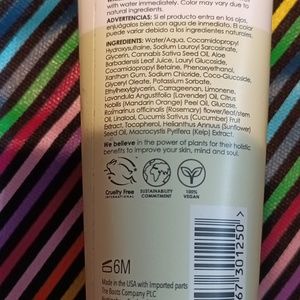 with water immediately. Color may vary due to
natural ingredients.
ADVERTENCIAS: Si el producto entra en los ojos,
enjuáguelos bien con agua de inmediato. El
puede variar debido a los ingredientes naturales.
INGREDIENTS: Water/Aqua, Cocamidopropyl
Hydroxysultaine, Sodium Lauroyl Sarcosinate,
Glycerin, Cannabis Sativa Seed Oil, Aloe
Barbadensis Leaf Juice, Lauryl Glucoside,
Cocamidopropyl Betaine, Phenoxyethanol,
Xanthan Gum, Sodium Chloride, Coco-Glucoside,
Glyceryl Oleate, Potassium Sorbate,
Ethylhexylglycerin, Carrageenan, Limonene,
Lavandula Angustifolia (Lavender) Oil, Citrus
Nobilis (Mandarin Orange) Peel Oil, Glucose,
Rosmarinus Officinalis (Rosemary) flower/leaf/stem
Oil, Linalool, Cucumis Sativus (Cucumber) Fruit
Extract, Tocopherol, Helianthus Annuus (Sunflower)
Seed Oil, Macrocystis Pyrifera (Kelp) Extract.
We believe in the power of plants for their holistic
benefits to improve your skin, mind and soul.
Cruelty Free
INTERNATIONAL
SUSTAINABILITY
COMMITMENT
100%
VEGAN
6M
Made in the USA with imported parts
The Boots Company PLC
67 301250 >